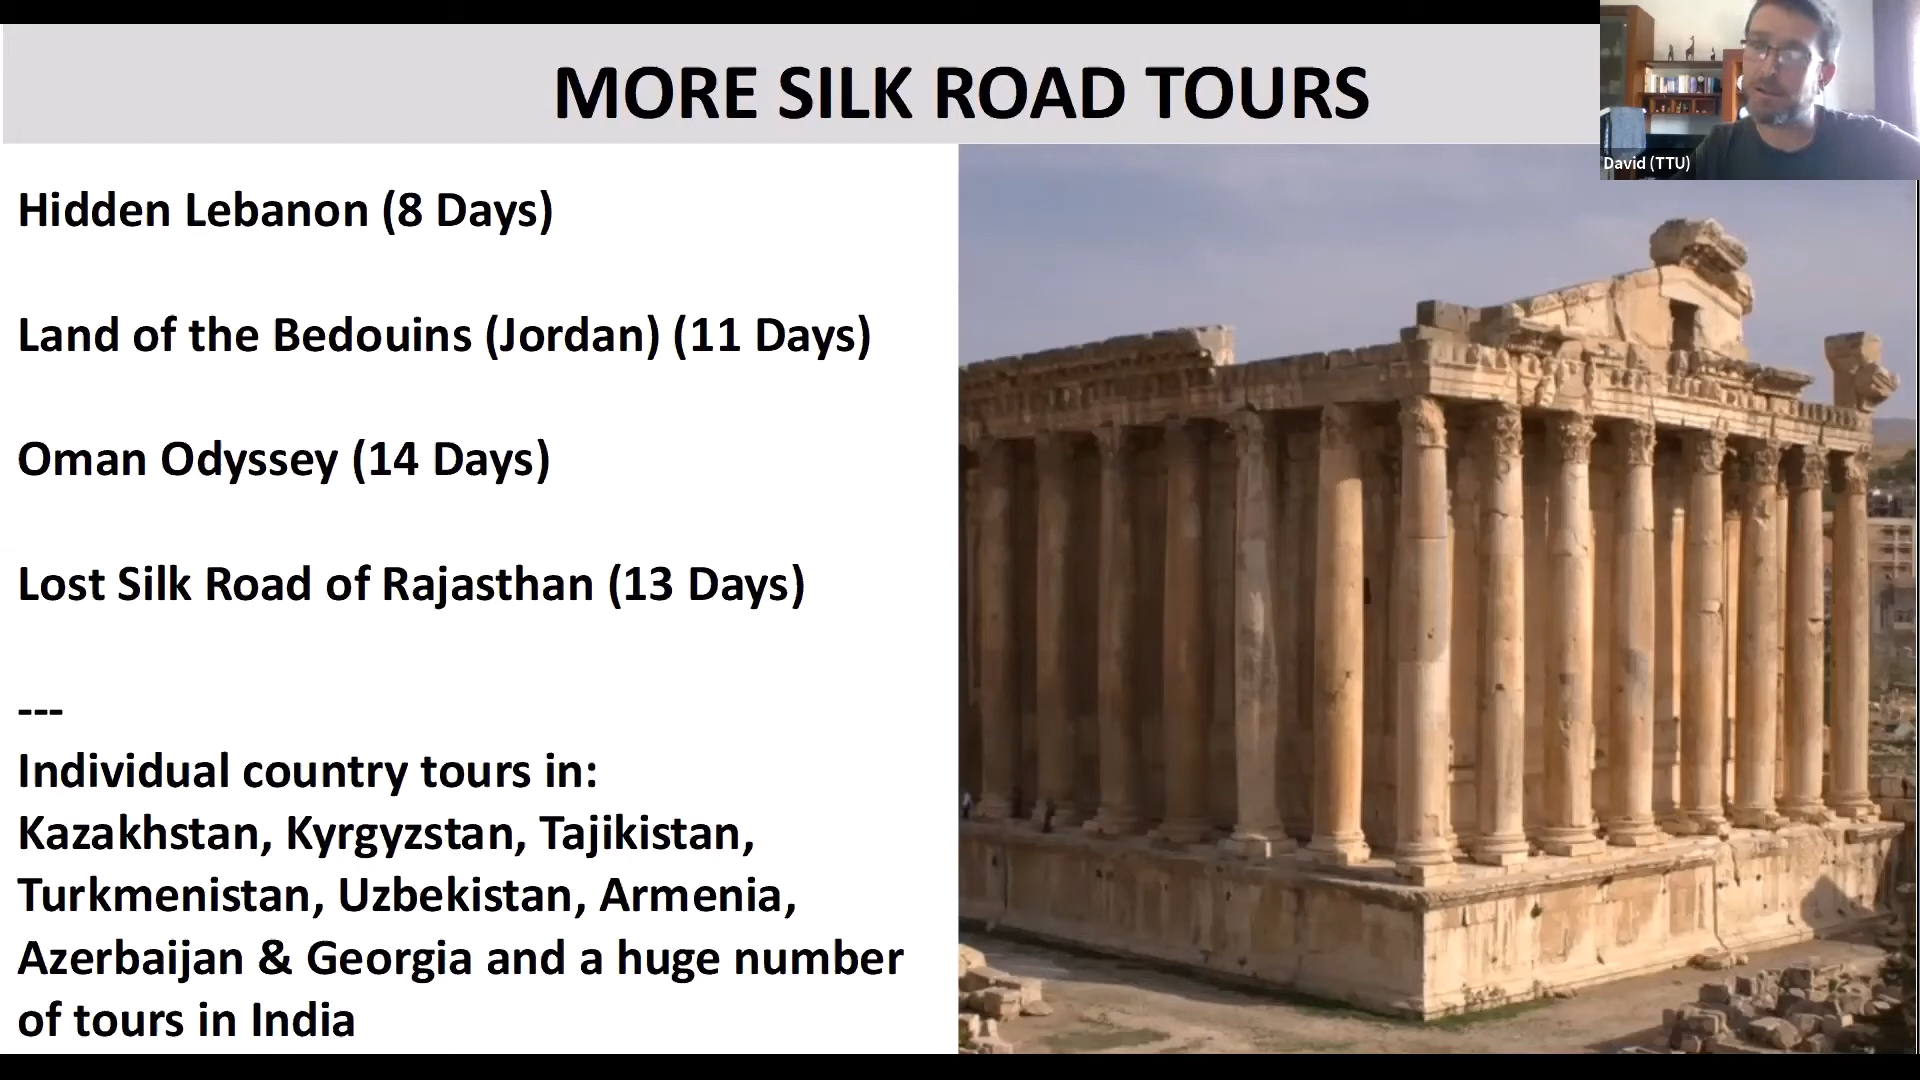 MORE SILK ROAD TOURS
David (TTU)
Hidden Lebanon (8 Days)
Land of the Bedouins (Jordan) (11 Days)
Oman Odyssey (14 Days)
Lost Silk Road of Rajasthan (13 Days)
---
Individual country tours in:
Kazakhstan, Kyrgyzstan, Tajikistan,
Turkmenistan, Uzbekistan, Armenia,
Azerbaijan & Georgia and a huge number
of tours in India